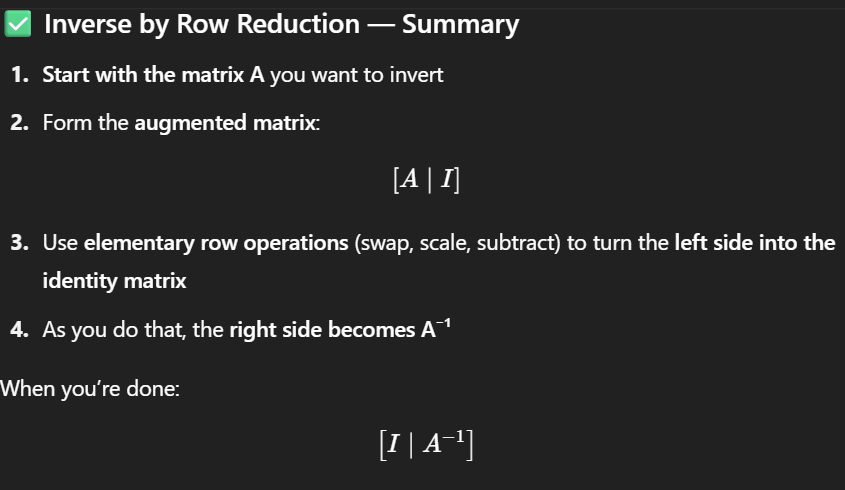 ✅ Inverse by Row Reduction — Summary
1. Start with the matrix A you want to invert
2. Form the augmented matrix:
[A | I]
3. Use elementary row operations (swap, scale, subtract) to turn the left side into the
identity matrix
4. As you do that, the right side becomes A⁻¹
When you’re done:
[I | A⁻¹]